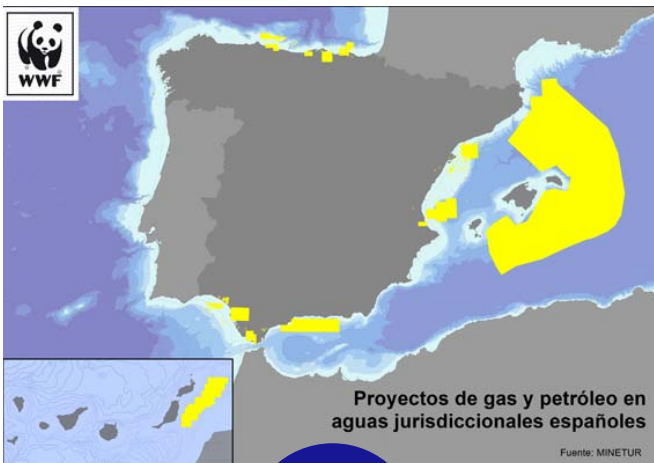 WWF
Proyectos de gas y petróleo en
aguas jurisdiccionales españoles
Fuente: MINETUR